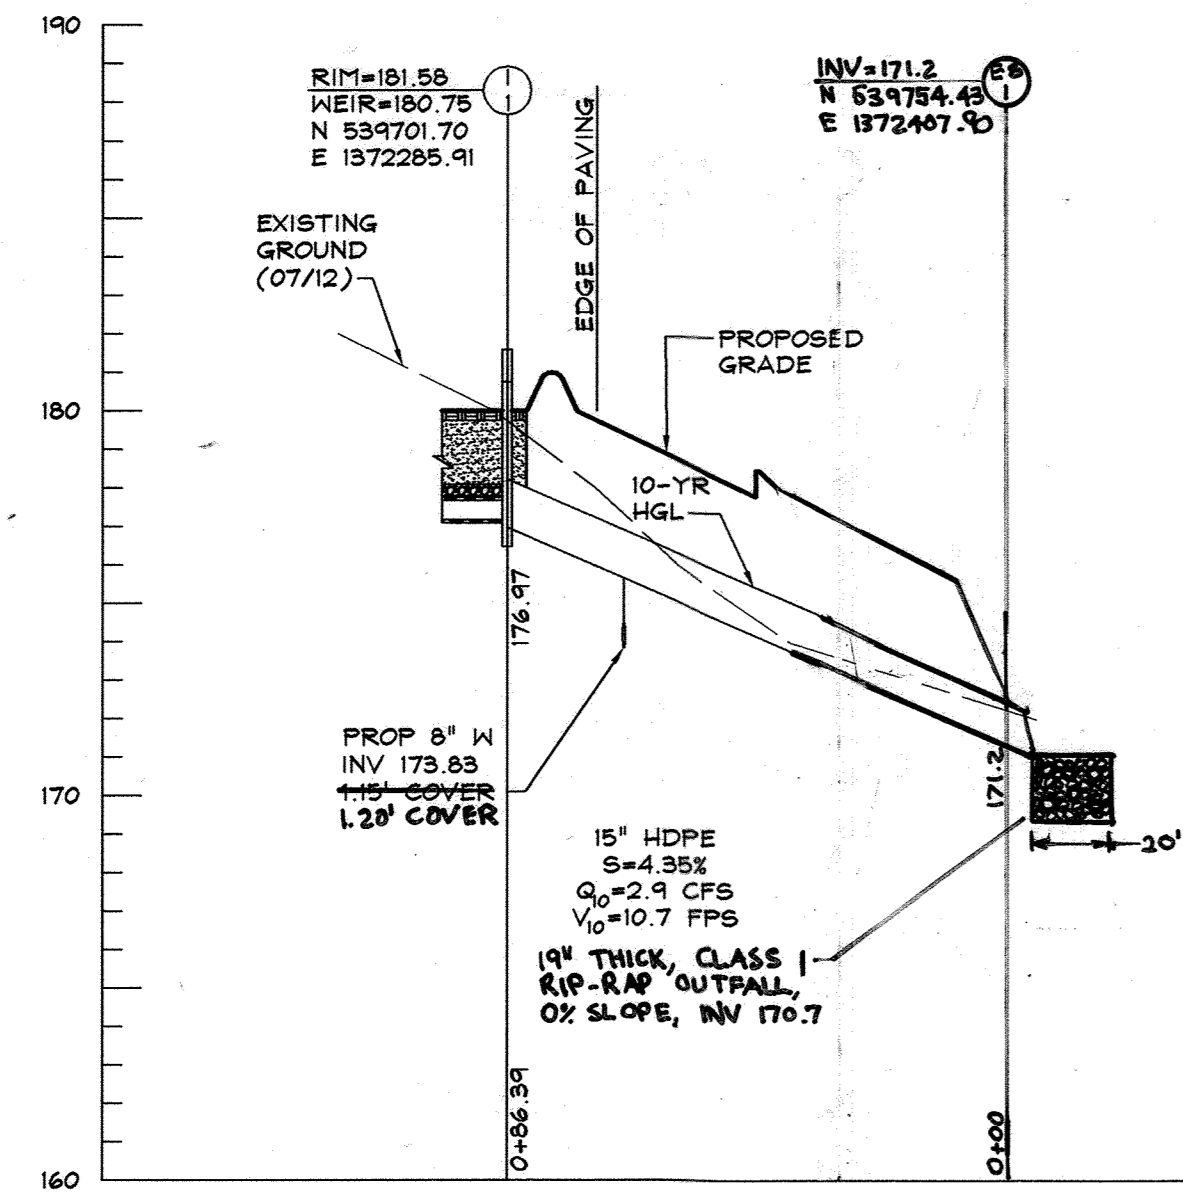 190
RIM=181.58
WEIR=180.75
N 539701.70
E 1372285.91
INV=171.2
E8
N 539754.43
E 1372407.90
EDGE OF PAVING
EXISTING
GROUND
(07/12)
PROPOSED
GRADE
180
10-YR
HGL
176.97
PROP 8" W
INV 173.83
1.15' COVER
1.20' COVER
170
171.2
20'
15" HDPE
S=4.35%
Q10=2.9 CFS
V10=10.7 FPS
19" THICK, CLASS 1
RIP-RAP OUTFALL,
0% SLOPE, INV 170.7
0+86.39
0+00
160